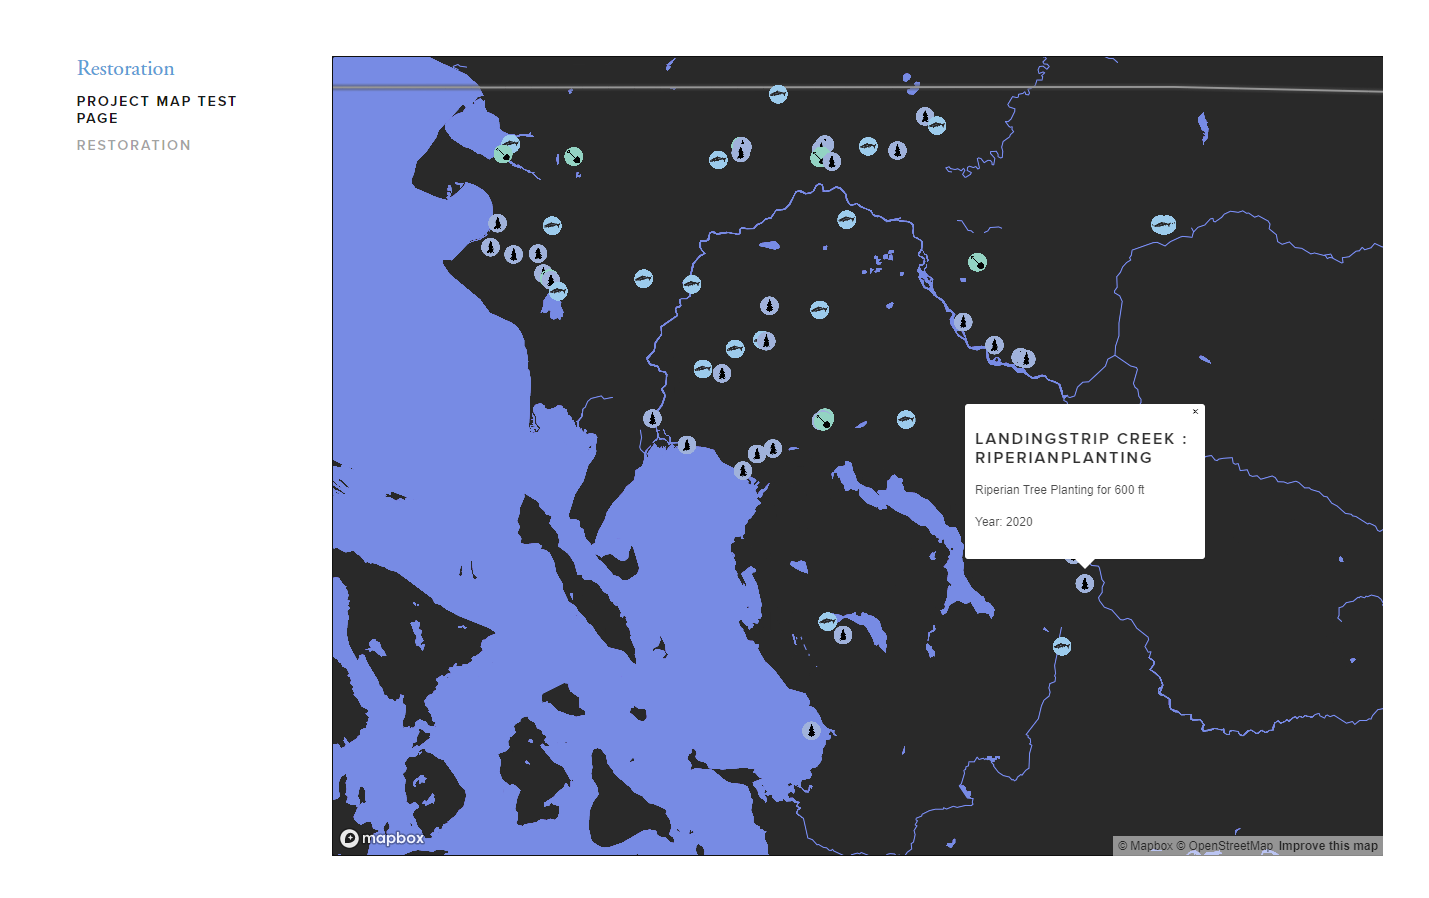 Restoration
PROJECT MAP TEST
PAGE
RESTORATION
×
LANDINGSTRIP CREEK :
RIPERIANPLANTING
Riperian Tree Planting for 600 ft
Year: 2020
mapbox
© Mapbox © OpenStreetMap Improve this map